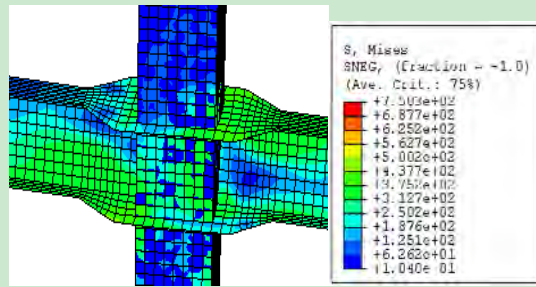 S, Mises
SNEG, (fraction = -1.0)
(Ave. Crit.: 75%)
+7.503e+02
+6.877e+02
+6.252e+02
+5.627e+02
+5.002e+02
+4.377e+02
+3.752e+02
+3.127e+02
+2.502e+02
+1.876e+02
+1.251e+02
+6.262e+01
+1.040e-01